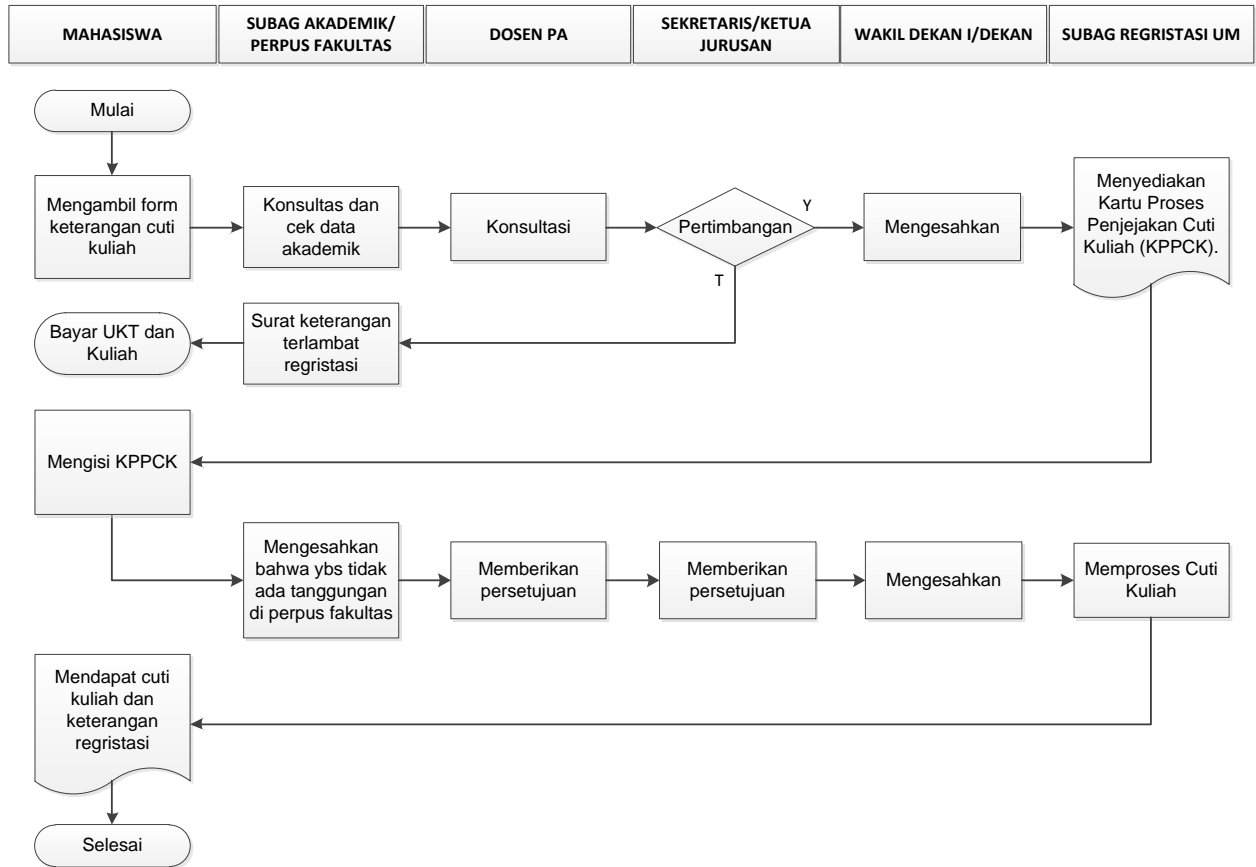 MAHASISWA
SUBAG AKADEMIK/
PERPUS FAKULTAS
DOSEN PA
SEKRETARIS/KETUA
JURUSAN
WAKIL DEKAN I/DEKAN
SUBAG REGRISTASI UM
Mulai
Mengambil form
keterangan cuti
kuliah
Konsultas dan
cek data
akademik
Konsultasi
Pertimbangan
Y
T
Mengesahkan
Menyediakan
Kartu Proses
Penjejakan Cuti
Kuliah (KPPCK).
Bayar UKT dan
Kuliah
Surat keterangan
terlambat
regristasi
Mengisi KPPCK
Mengesahkan
bahwa ybs tidak
ada tanggungan
di perpus fakultas
Memberikan
persetujuan
Memberikan
persetujuan
Mengesahkan
Memproses Cuti
Kuliah
Mendapat cuti
kuliah dan
keterangan
regristasi
Selesai